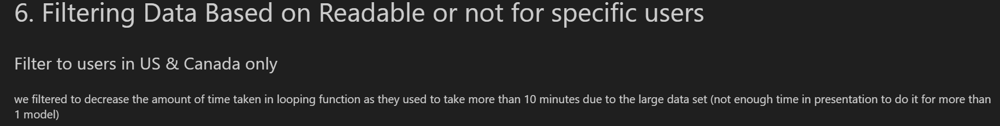 6. Filtering Data Based on Readable or not for specific users
Filter to users in US & Canada only
we filtered to decrease the amount of time taken in looping function as they used to take more than 10 minutes due to the large data set (not enough time in presentation to do it for more than
1 model)